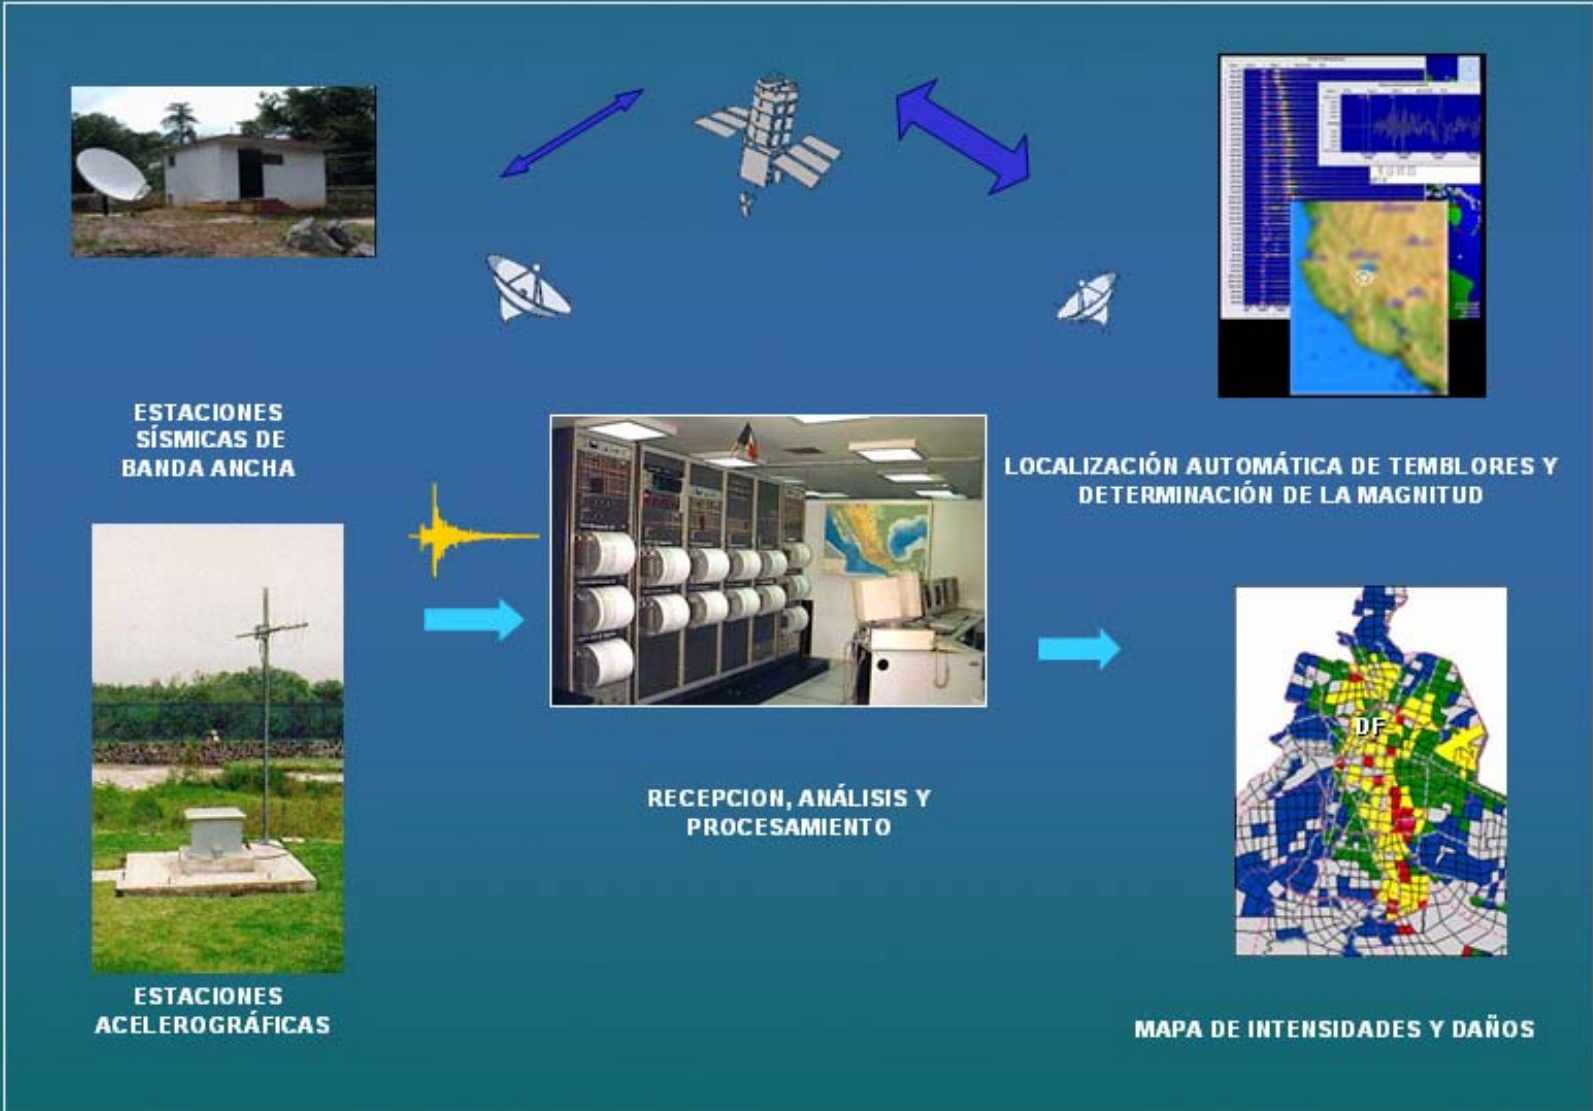 ESTACIONES
SÍSMICAS DE
BANDA ANCHA
LOCALIZACIÓN AUTOMÁTICA DE TEMBLORES Y
DETERMINACIÓN DE LA MAGNITUD
DF
RECEPCION, ANÁLISIS Y
PROCESAMIENTO
ESTACIONES
ACELEROGRÁFICAS
MAPA DE INTENSIDADES Y DAÑOS